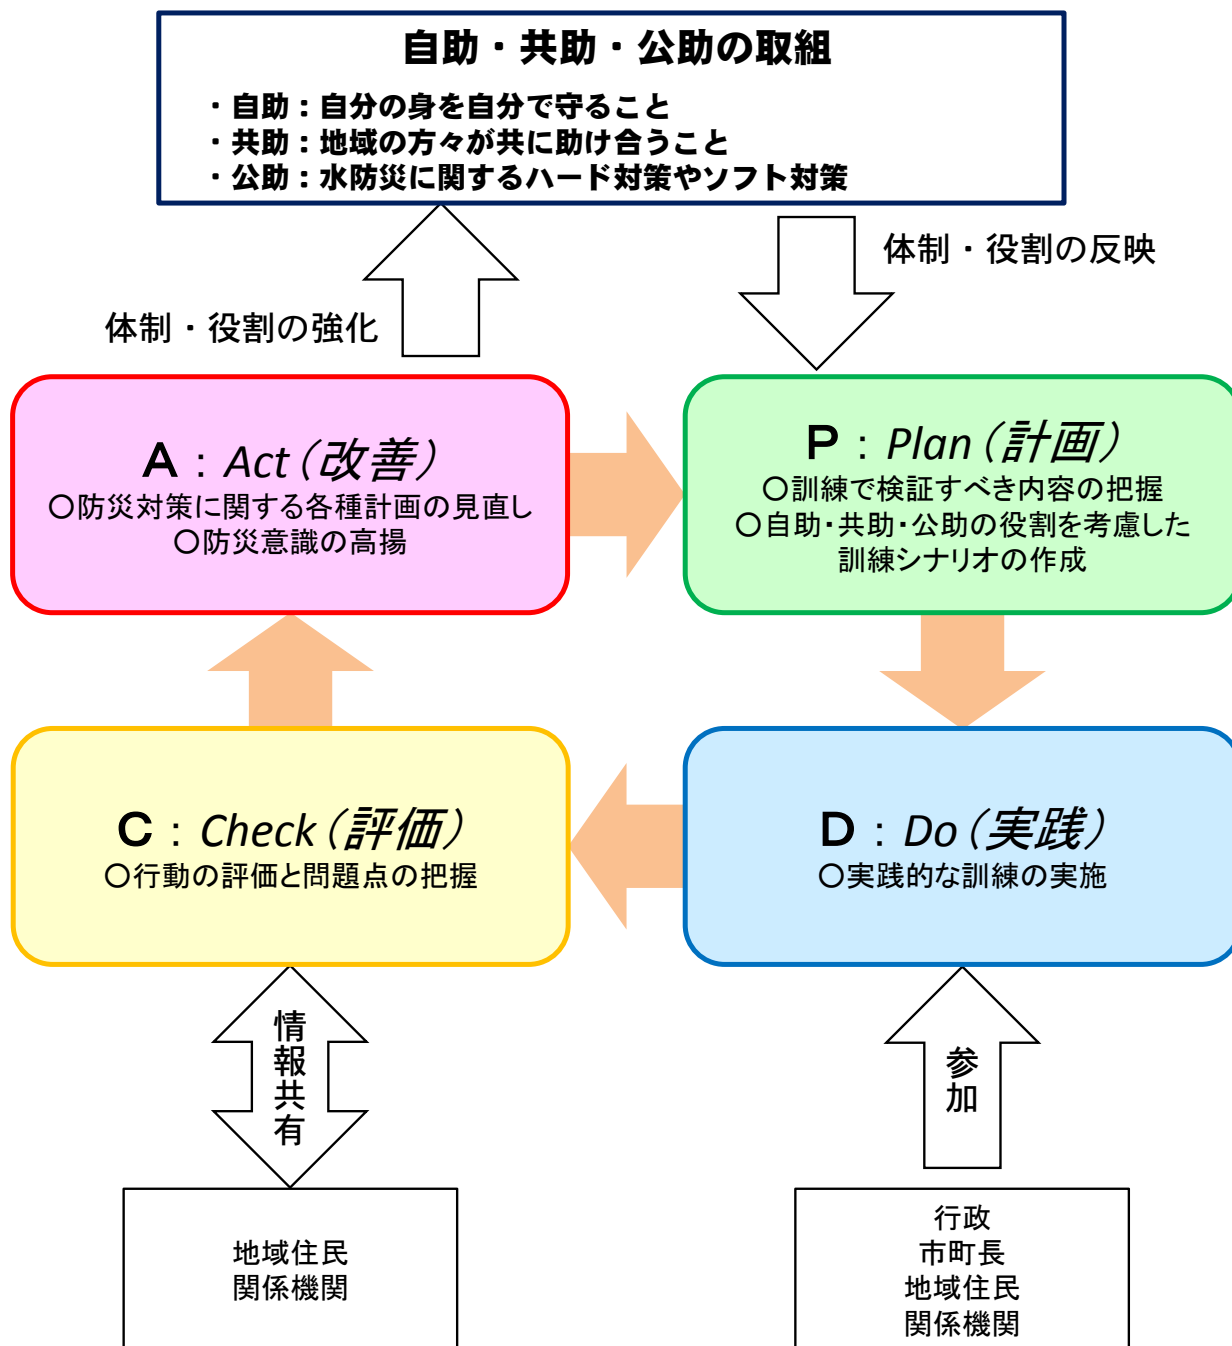 自助・共助・公助の取組
・自助：自分の身を自分で守ること
・共助：地域の方々が共に助け合うこと
・公助：水防災に関するハード対策やソフト対策
体制・役割の強化
体制・役割の反映
A：Act（改善）
○防災対策に関する各種計画の見直し
○防災意識の高揚
P：Plan（計画）
○訓練で検証すべき内容の把握
○自助・共助・公助の役割を考慮した
訓練シナリオの作成
C：Check（評価）
○行動の評価と問題点の把握
D：Do（実践）
○実践的な訓練の実施
情報共有
参加
地域住民
関係機関
行政
市町長
地域住民
関係機関